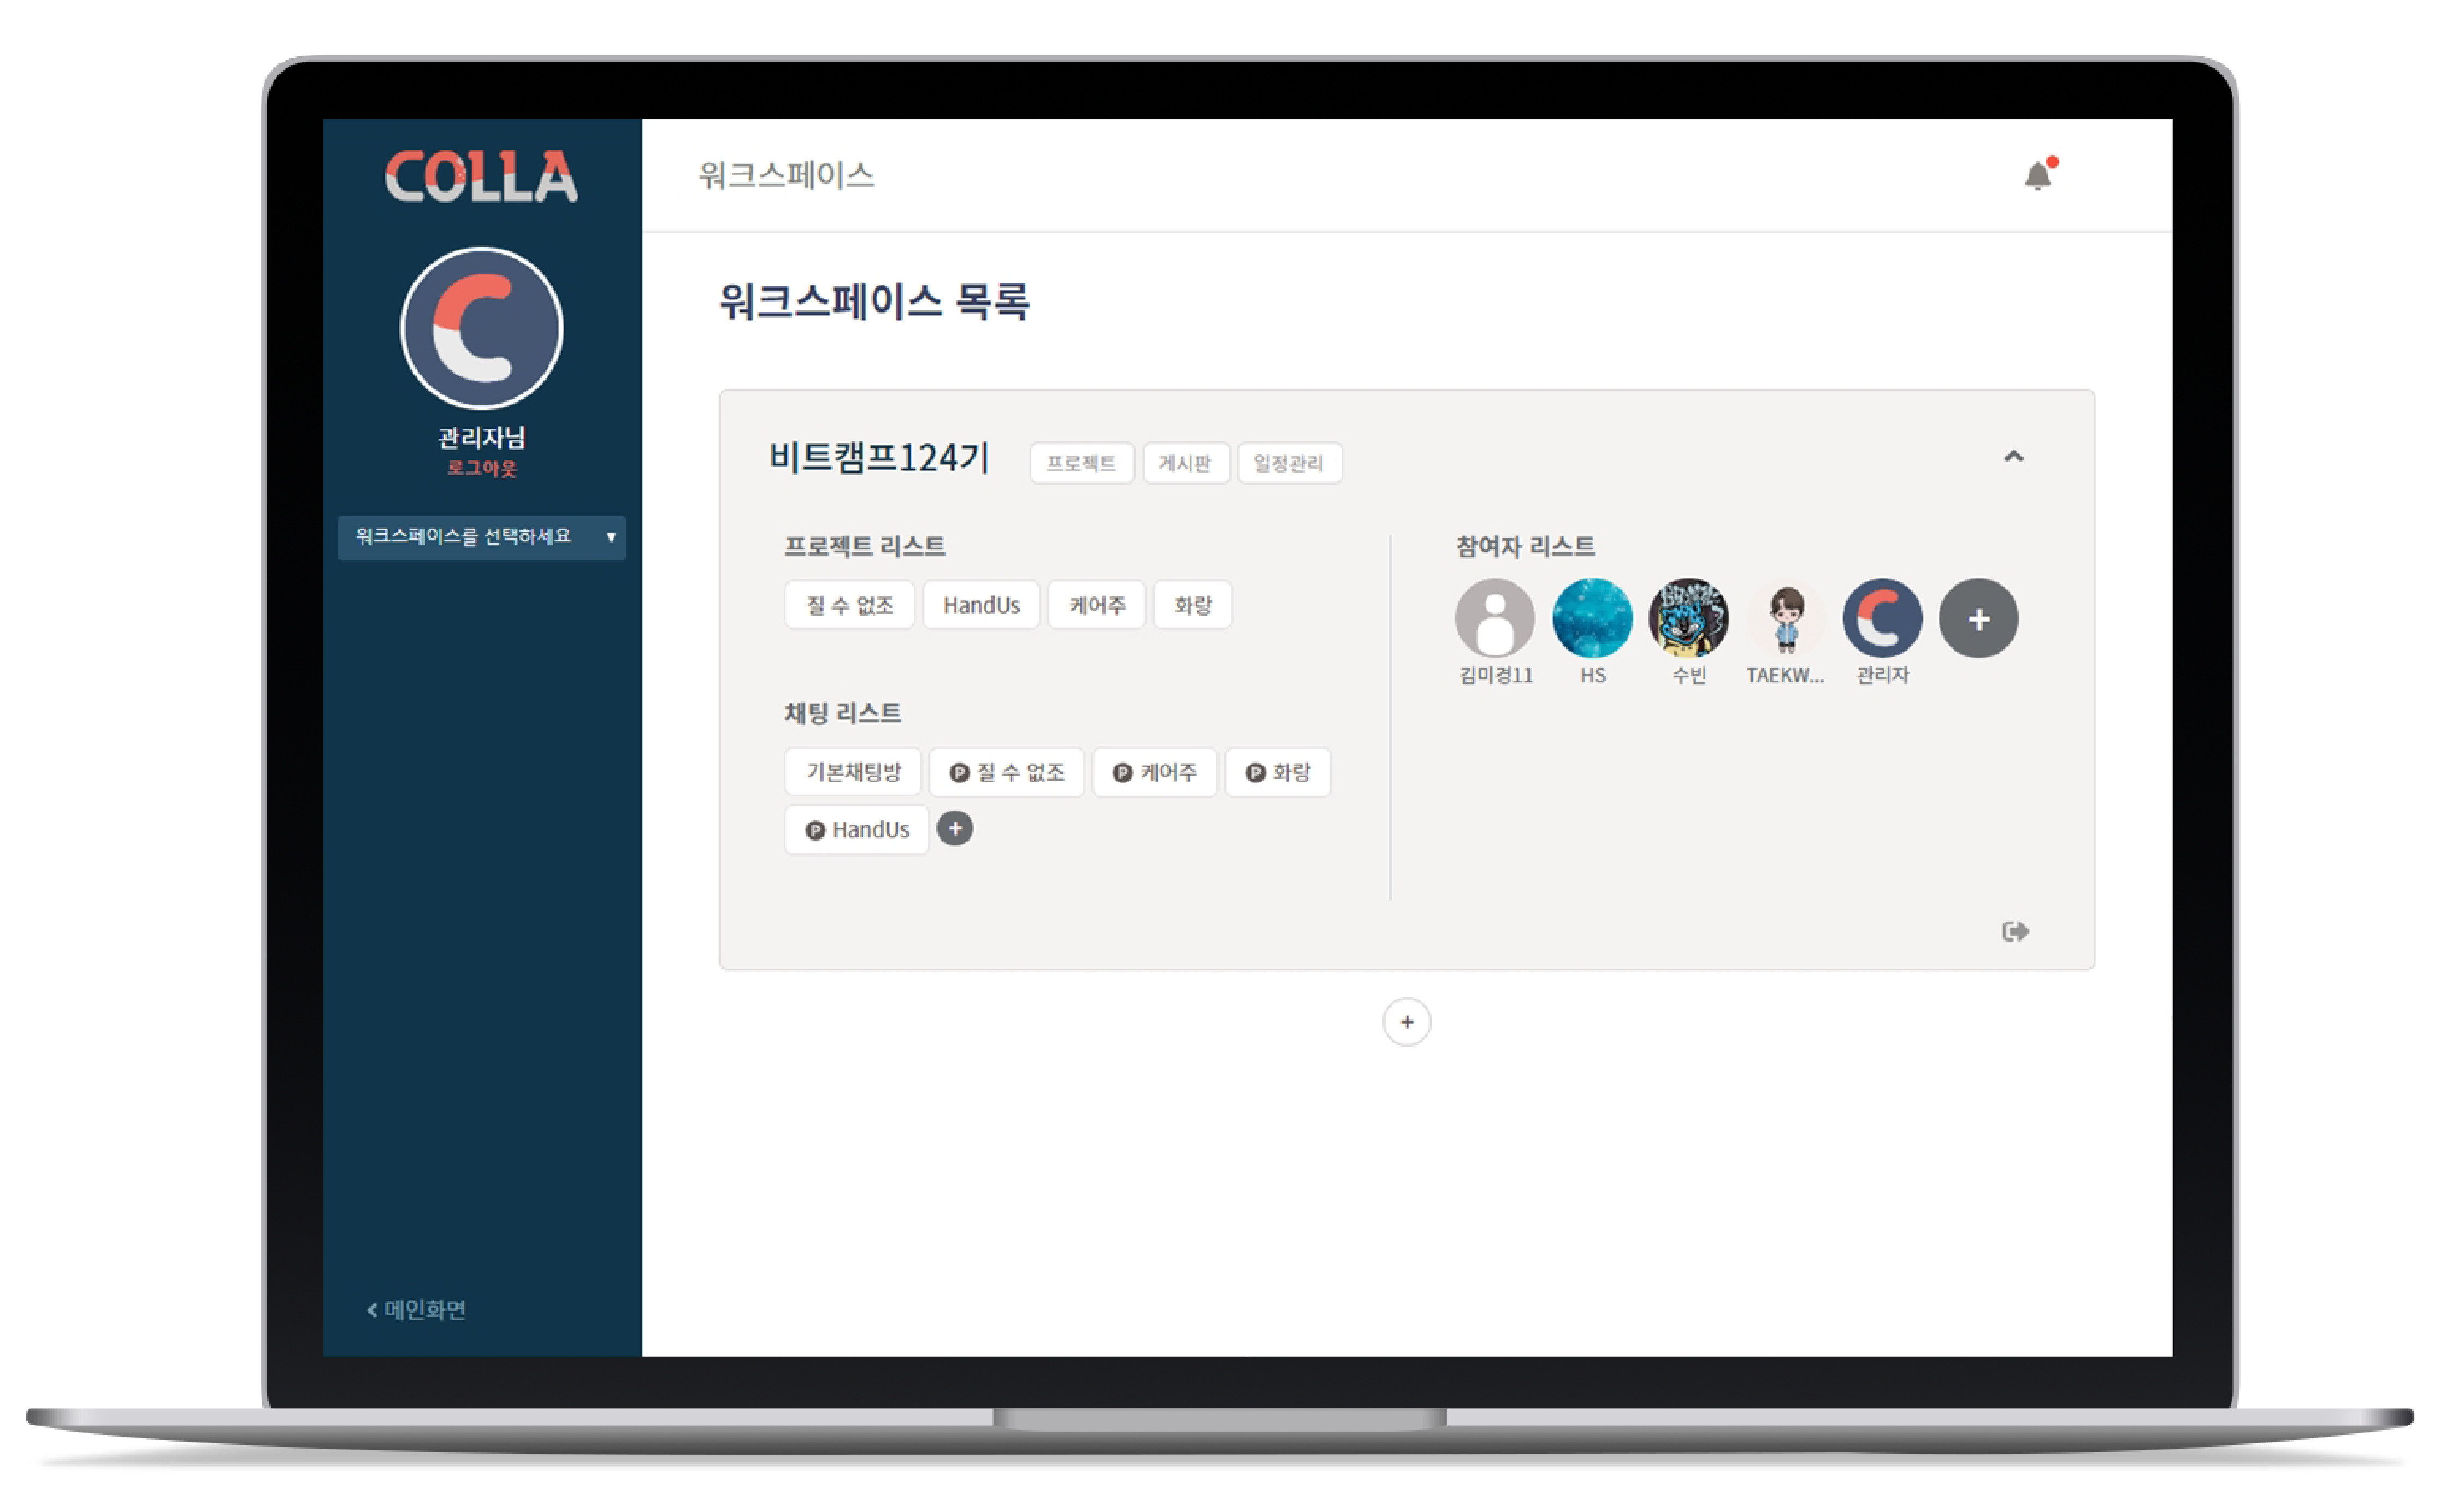 COLLA
관리자님
로그아웃
워크스페이스를 선택하세요
메인화면
워크스페이스
워크스페이스 목록
비트캠프124기 프로젝트 게시판 일정관리
프로젝트 리스트
질 수 없조 HandUs 케어주 화랑
채팅 리스트
기본채팅방 P 질 수 없조 P 케어주 P 화랑
P HandUs +
참여자 리스트
김미경11 HS 수빈 TAEKW... 관리자 +
+